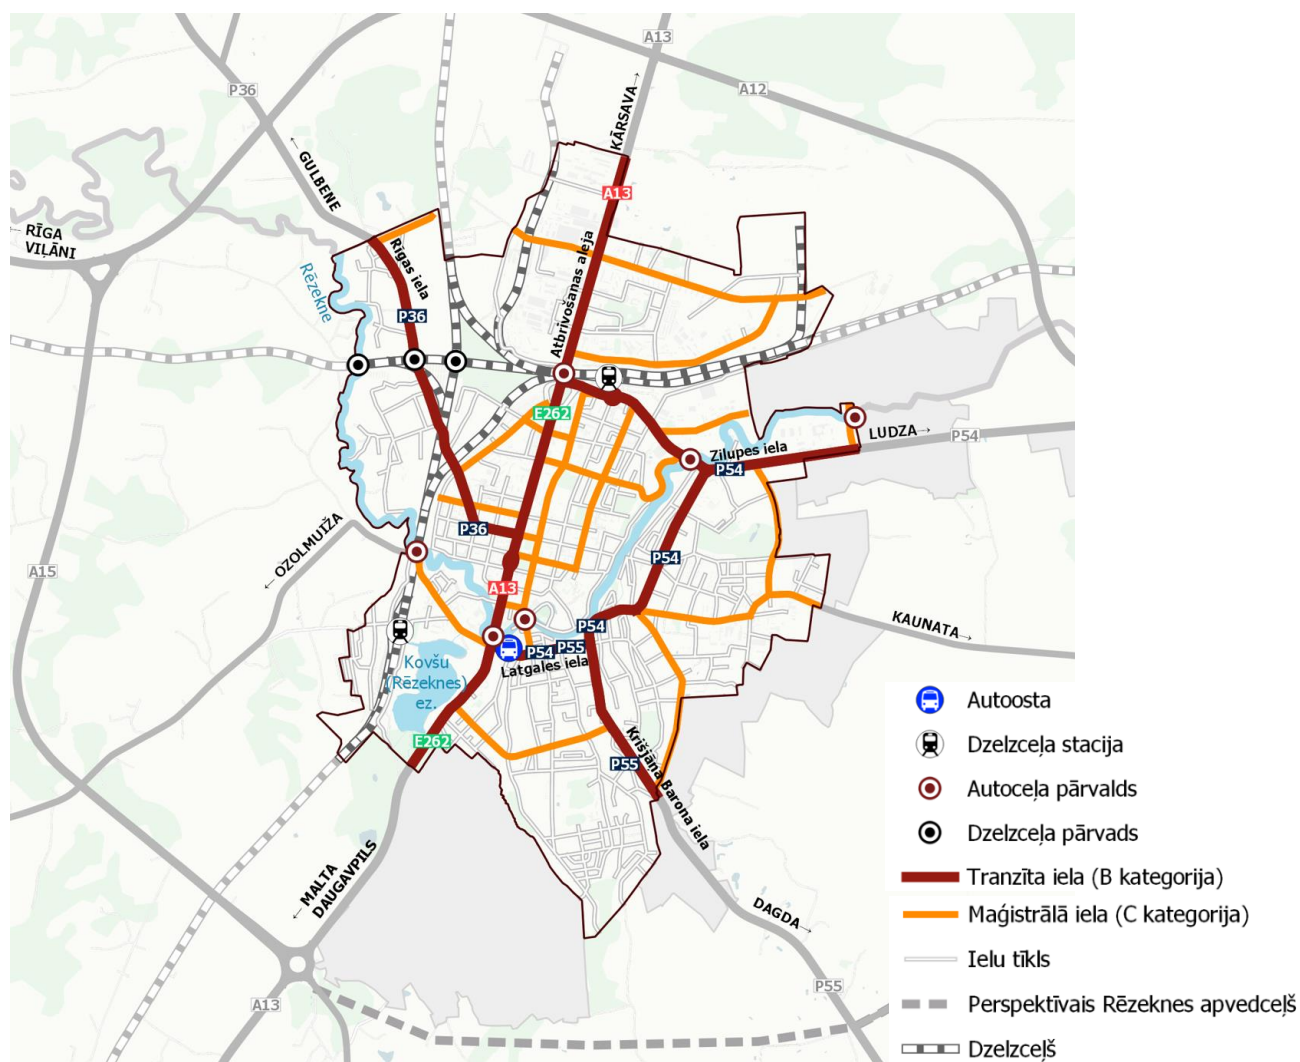 A13
KĀRSAVA→
P36
A12
← GULBENE
A13
← RĪGA
VIĻĀNI
Rīgas iela
Atbrivošanas aleja
Rēzekne
P36
E262
Zilupes iela
LUDZA→
P54
P54
P36
← OZOLMUIŽA
P54
A15
A13
KAUNATA→
P54
P55
P54
Latgales iela
Kovšu
(Rēzeknes)
ez.
E262
Krišjāņa Barona iela
P55
← MALTA
DAUGAVPILS
DAGDA→
P55
A13
Autoosta
Dzelzceļa stacija
Autoceļa pārvalds
Dzelzceļa pārvads
Tranzīta iela (B kategorija)
Maģistrālā iela (C kategorija)
Ielu tīkls
Perspektīvais Rēzeknes apvedceļš
Dzelzceļš